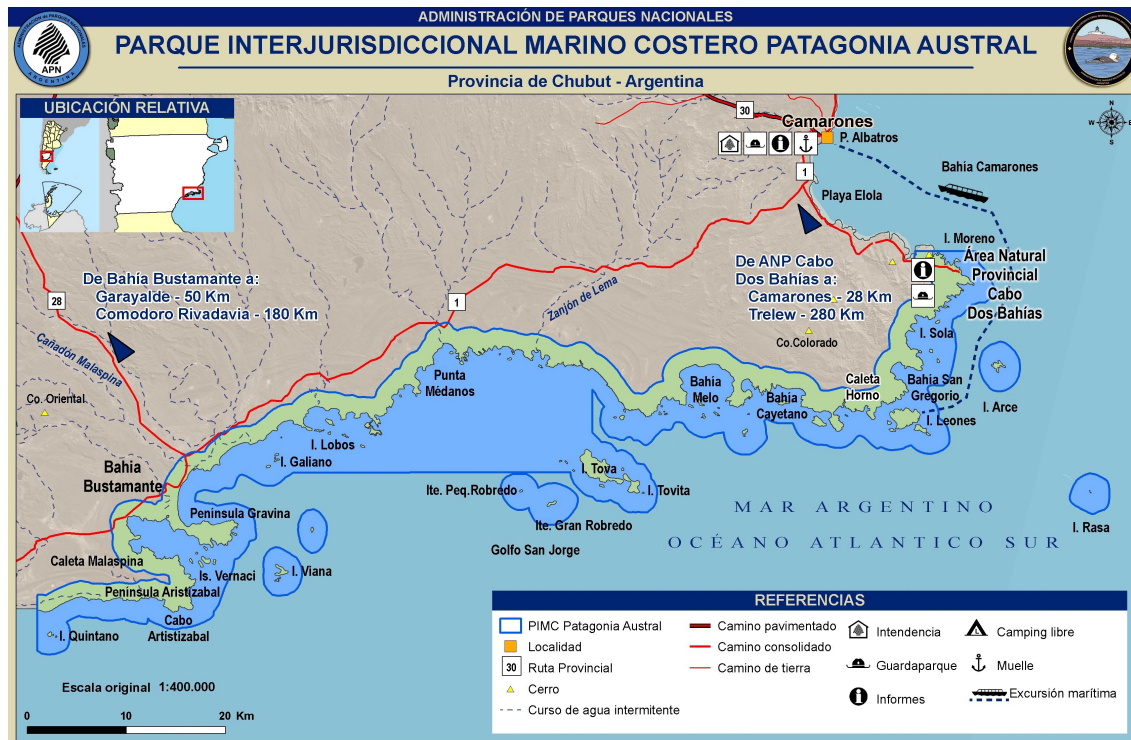 ADMINISTRACIÓN DE PARQUES NACIONALES
PARQUE INTERJURISDICCIONAL MARINO COSTERO PATAGONIA AUSTRAL
Provincia de Chubut - Argentina
APN
ARGENTINA
UBICACIÓN RELATIVA
30
Camarones
P. Albatros
N
W
E
S
Bahía Camarones
1
Playa Elola
I. Moreno
Área Natural
Provincial
Cabo
Dos Bahías
De Bahía Bustamante a:
Garayalde - 50 Km
Comodoro Rivadavia - 180 Km
De ANP Cabo
Dos Bahías a:
Camarones - 28 Km
Trelew - 280 Km
28
1
Zanjón de Lema
Cañadón Malaspina
Co.Colorado
I. Sola
Co. Oriental
Punta
Médanos
Bahía
Melo
Bahía
Cayetano
Caleta
Horno
Bahía San
Gregorio
I. Arce
I. Leones
I. Lobos
I. Galiano
Bahia
Bustamante
I. Tova
I. Tovita
Ite. Peq.Robredo
Ite. Gran Robredo
Golfo San Jorge
MAR ARGENTINO
OCÉANO ATLANTICO SUR
I. Rasa
Peninsula Gravina
Caleta Malaspina
Is. Vernaci
I. Viana
Peninsula Aristizabal
Cabo
Artistizabal
I. Quintano
Escala original 1:400.000
0 10 20 Km
REFERENCIAS
PIMC Patagonia Austral
Localidad
30 Ruta Provincial
Cerro
Curso de agua intermitente
Camino pavimentado
Camino consolidado
Camino de tierra
Intendencia
Guardaparque
Informes
Camping libre
Muelle
Excursión marítima